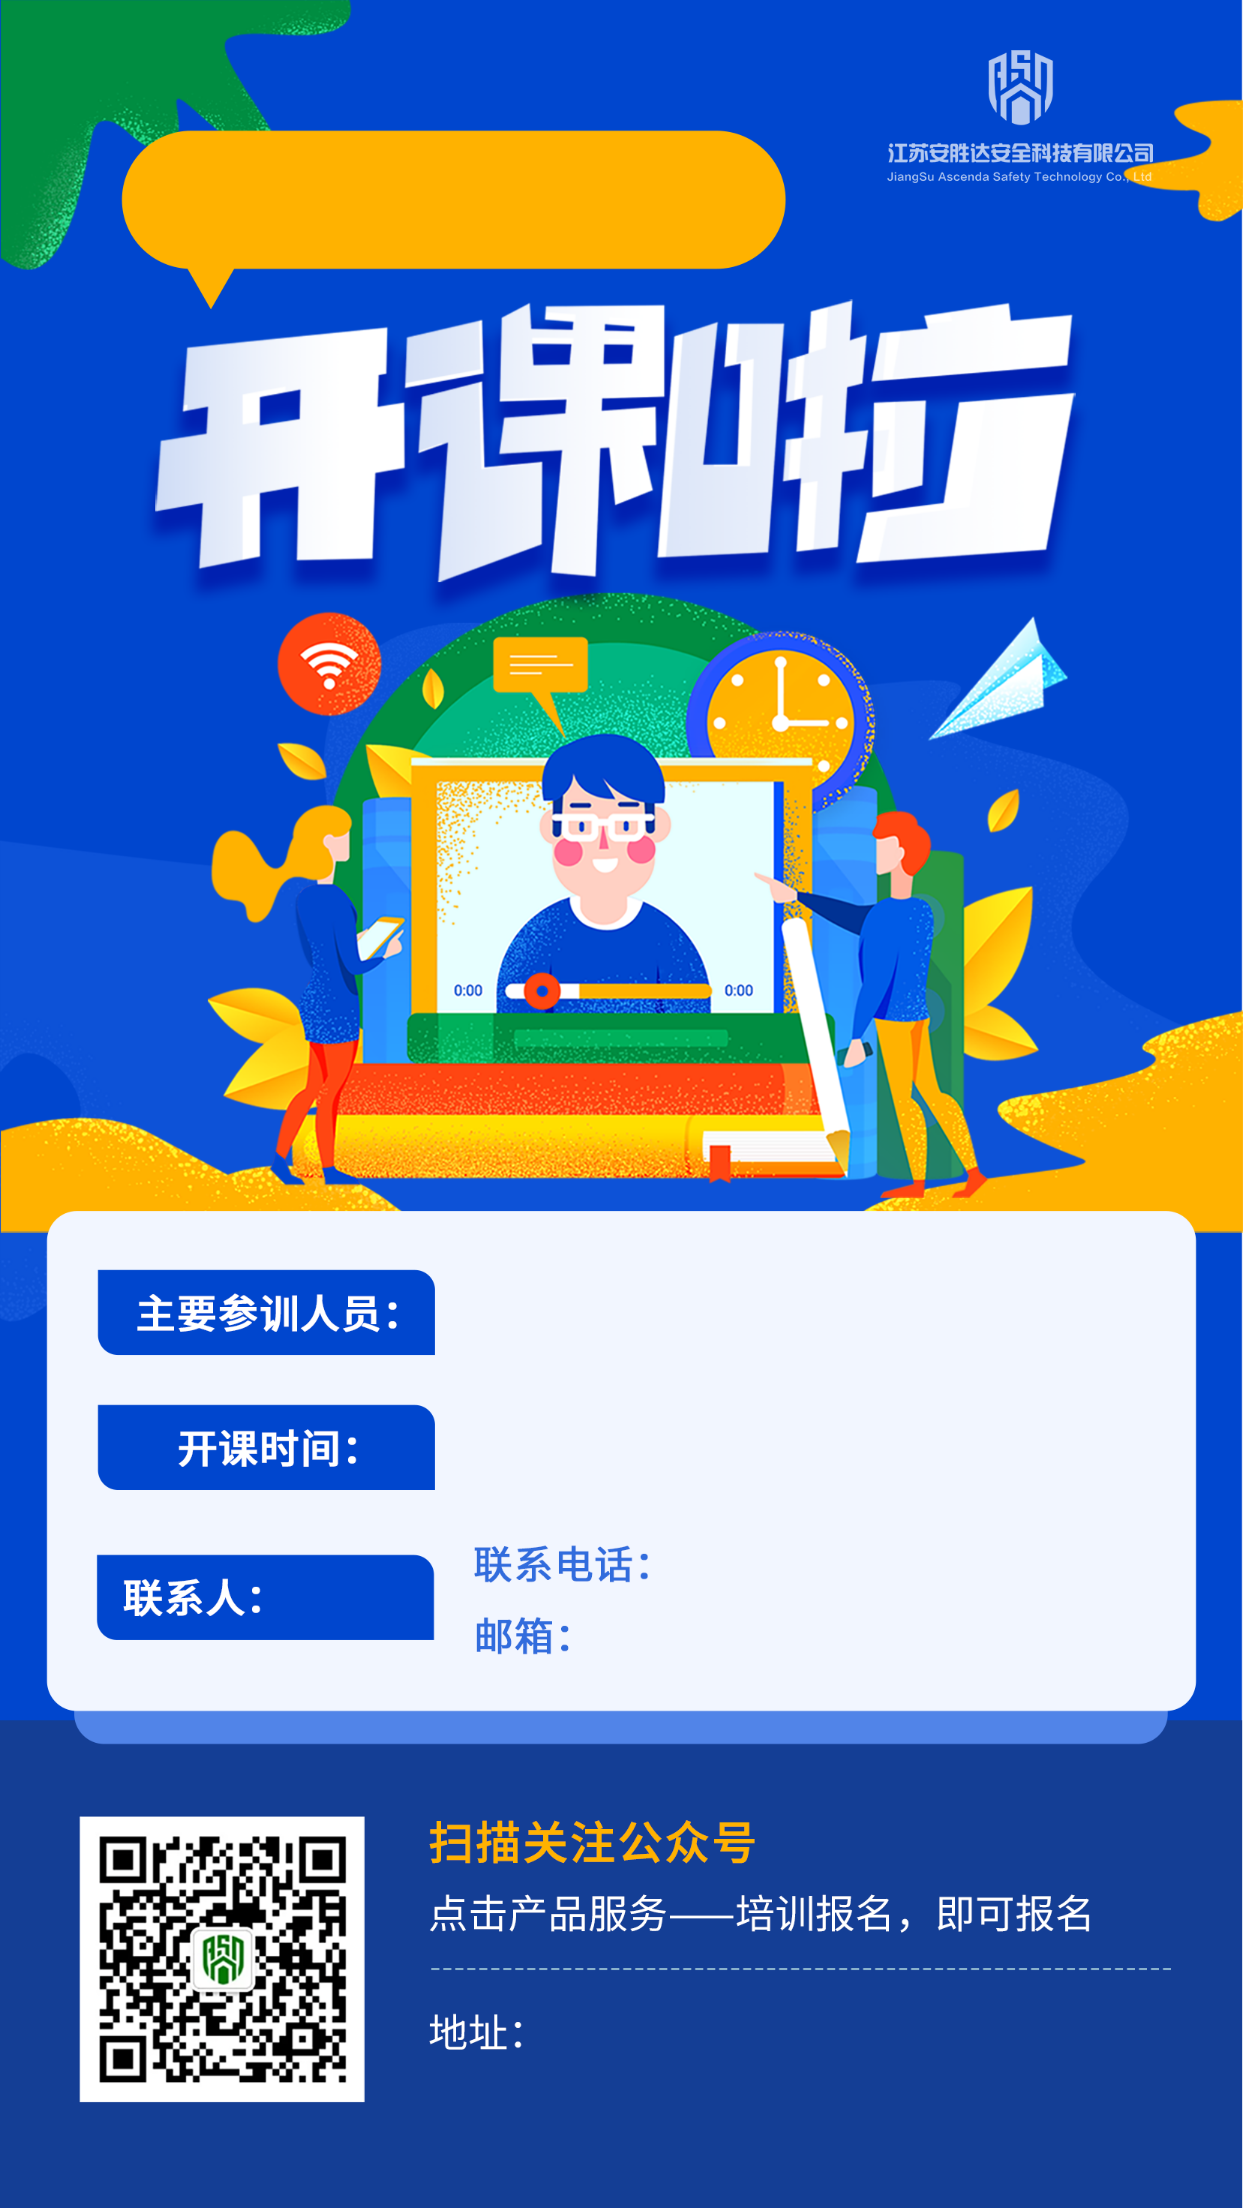 江苏安胜达安全科技有限公司
JiangSu Ascenda Safety Technology Co., Ltd
开课啦
0:00 0:00
主要参训人员：
开课时间：
联系人：
联系电话：
邮箱：
扫描关注公众号
点击产品服务——培训报名，即可报名
地址：